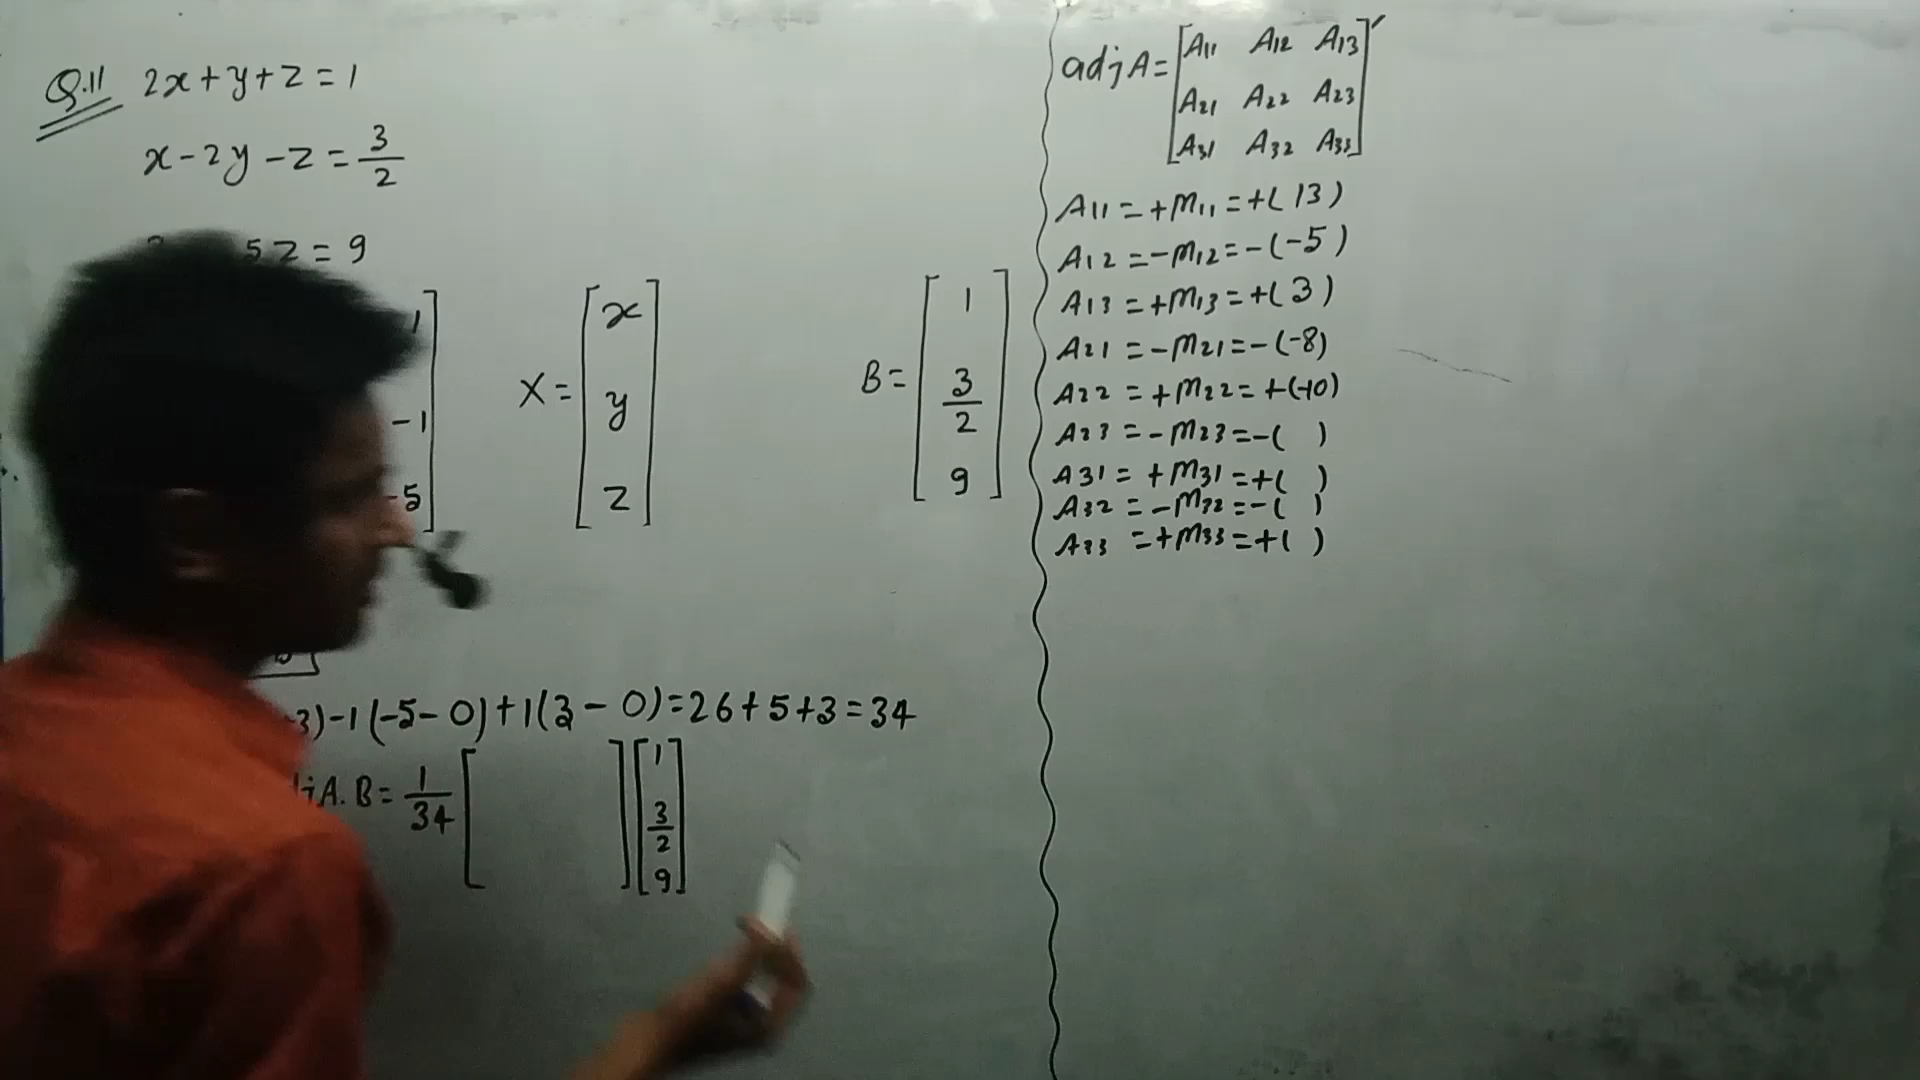 Q.11 2x+y+z=1
x-2y-z=3/2
5z=9
1
-1
-5
X=[x
y
z]
B=[1
3/2
9]
3)-1(-5-0)+1(3-0)=26+5+3=34
jA.B=1/34[ ][1
3/2
9]
adjA=[A11 A12 A13
A21 A22 A23
A31 A32 A33]′
A11=+M11=+(13)
A12=-M12=-(-5)
A13=+M13=+(3)
A21=-M21=-(-8)
A22=+M22=+(-10)
A23=-M23=-( )
A31=+M31=+( )
A32=-M32=-( )
A33=+M33=+( )